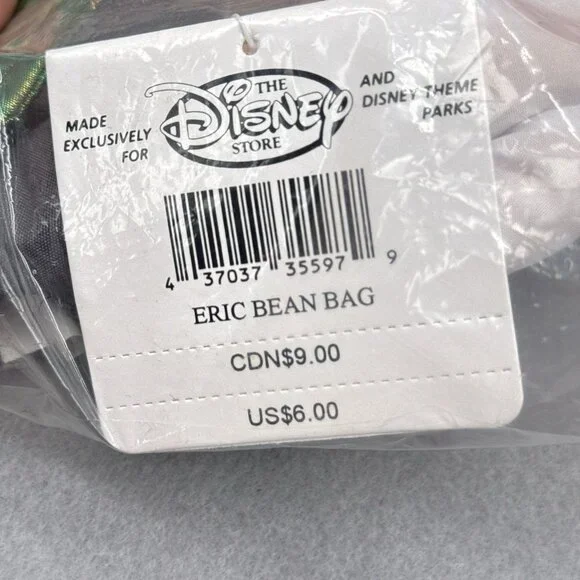 MADE
EXCLUSIVELY
FOR
THE
Disney
STORE
AND
DISNEY THEME
PARKS
4 37037 35597 9
ERIC BEAN BAG
CDN$9.00
US$6.00